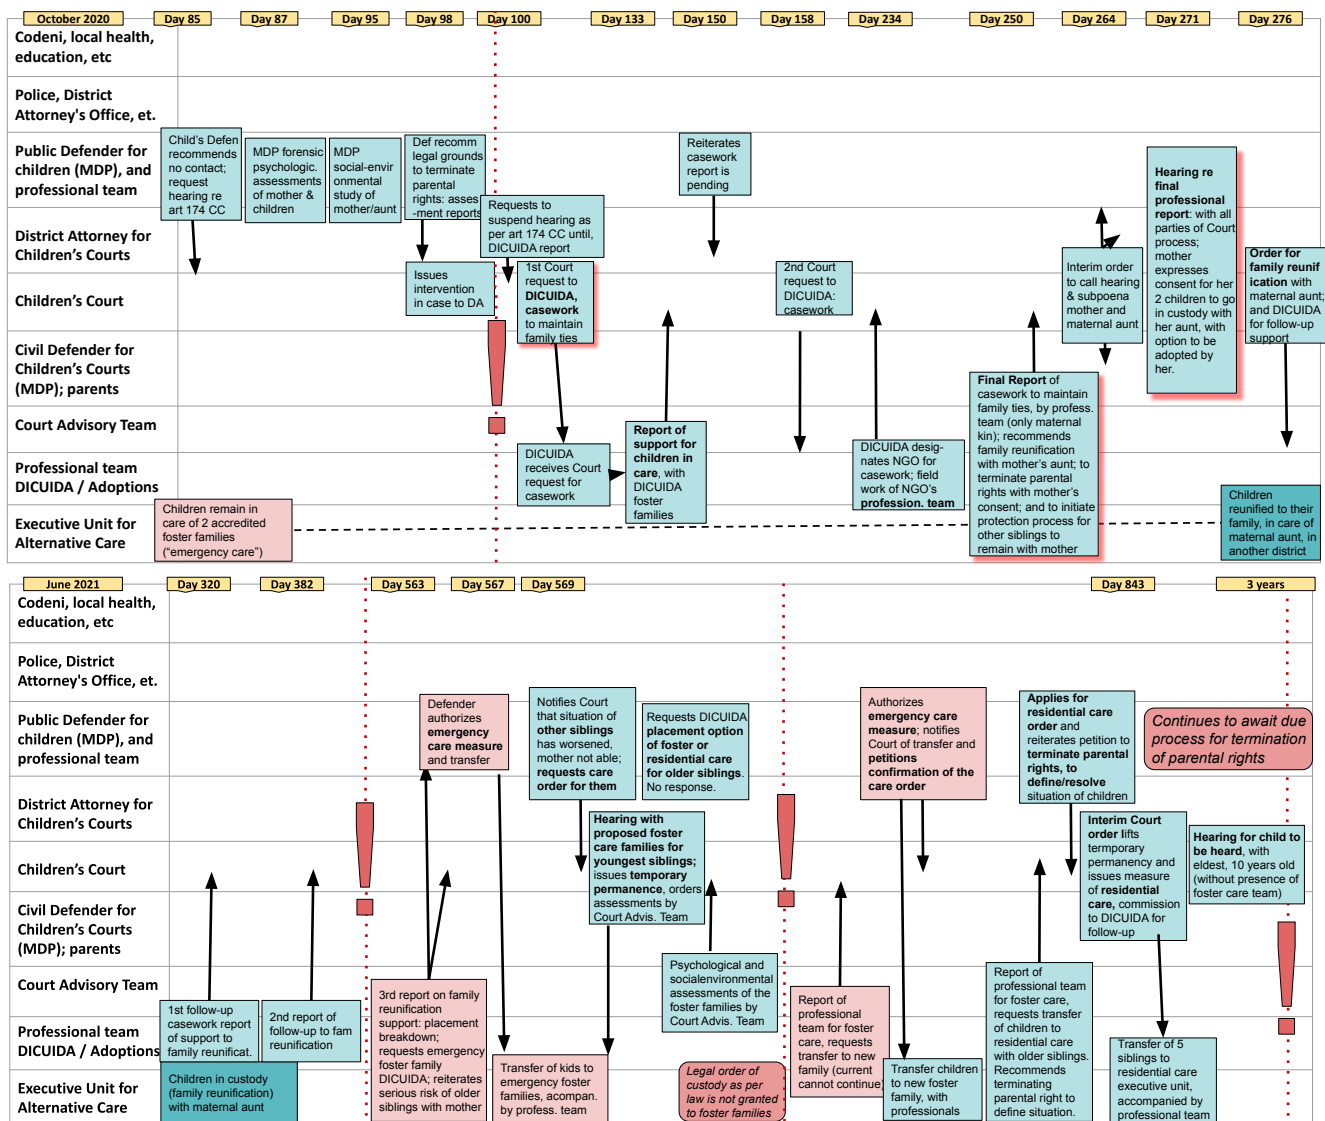 October 2020
Day 85
Day 87
Day 95
Day 98
Day 100
Day 133
Day 150
Day 158
Day 234
Day 250
Day 264
Day 271
Day 276
Codeni, local health,
education, etc
Police, District
Attorney's Office, et.
Public Defender for
children (MDP), and
professional team
District Attorney for
Children's Courts
Children's Court
Civil Defender for
Children's Courts
(MDP); parents
Court Advisory Team
Professional team
DICUIDA / Adoptions
Executive Unit for
Alternative Care
Child's Defen
recommends
no contact;
request
hearing re
art 174 CC
MDP forensic
psychologic.
assessments
of mother &
children
MDP
social-envir
onmental
study of
mother/aunt
Def recomm
legal grounds
to terminate
parental
rights: asses
-ment reports
Issues
intervention
in case to DA
Requests to
suspend hearing as
per art 174 CC until,
DICUIDA report
1st Court
request to
DICUIDA,
casework
to maintain
family ties
DICUIDA
receives Court
request for
casework
Report of
support for
children in
care, with
DICUIDA
foster
families
Reiterates
casework
report is
pending
2nd Court
request to
DICUIDA:
casework
DICUIDA desig-
nates NGO for
casework; field
work of NGO's
profession. team
Final Report of
casework to maintain
family ties, by profess.
team (only maternal
kin); recommends
family reunification
with mother's aunt; to
terminate parental
rights with mother's
consent; and to initiate
protection process for
other siblings to
remain with mother
Interim order
to call hearing
& subpoena
mother and
maternal aunt
Hearing re
final
professional
report: with all
parties of Court
process;
mother
expresses
consent for her
2 children to go
in custody with
her aunt, with
option to be
adopted by
her.
Order for
family reunif
ication with
maternal aunt;
and DICUIDA
for follow-up
support
Children remain in
care of 2 accredited
foster families
("emergency care")
Children
reunified to their
family, in care of
maternal aunt, in
another district
June 2021
Day 320
Day 382
Day 563
Day 567
Day 569
Day 843
3 years
Codeni, local health,
education, etc
Police, District
Attorney's Office, et.
Public Defender for
children (MDP), and
professional team
District Attorney for
Children's Courts
Children's Court
Civil Defender for
Children's Courts
(MDP); parents
Court Advisory Team
Professional team
DICUIDA / Adoptions
Executive Unit for
Alternative Care
1st follow-up
casework report
of support to
family reunificat.
Children in custody
(family reunification)
with maternal aunt
2nd report of
follow-up to fam
reunification
3rd report on family
reunification
support: placement
breakdown;
requests emergency
foster family
DICUIDA; reiterates
serious risk of older
siblings with mother
Defender
authorizes
emergency
care measure
and transfer
Transfer of kids to
emergency foster
families, acompan.
by profess. team
Notifies Court
that situation of
other siblings
has worsened,
mother not able;
requests care
order for them
Hearing with
proposed foster
care families for
youngest siblings;
issues temporary
permanence, orders
assessments by
Court Advis. Team
Requests DICUIDA
placement option
of foster or
residential care
for older siblings.
No response.
Psychological and
socialenvironmental
assessments of the
foster families by
Court Advis. Team
Legal order of
custody as per
law is not granted
to foster families
Report of
professional
team for foster
care, requests
transfer to new
family (current
cannot continue)
Authorizes
emergency care
measure; notifies
Court of transfer and
petitions
confirmation of the
care order
Transfer children
to new foster
family, with
professionals
Report of
professional team
for foster care,
requests transfer
of children to
residential care
with older siblings.
Recommends
terminating
parental right to
define situation.
Applies for
residential care
order and
reiterates petition to
terminate parental
rights, to
define/resolve
situation of children
Interim Court
order lifts
temporary
permanency and
issues measure
of residential
care, commission
to DICUIDA for
follow-up
Transfer of 5
siblings to
residential care
executive unit,
accompanied by
professional team
Continues to await due
process for termination
of parental rights
Hearing for child to
be heard, with
eldest, 10 years old
(without presence of
foster care team)